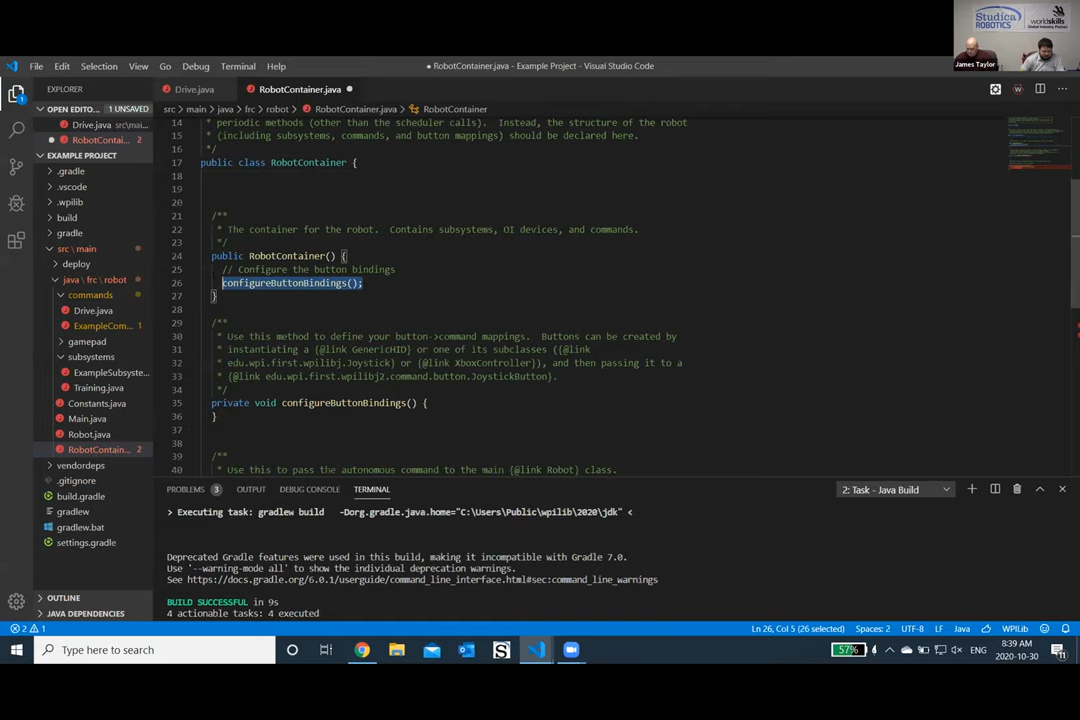 Studica
ROBOTICS
worldskills
Global Industry Partner
James Taylor
File Edit Selection View Go Debug Terminal Help
● RobotContainer.java - Example Project - Visual Studio Code
EXPLORER
Drive.java
RobotContainer.java ●
OPEN EDITO... 1 UNSAVED
src > main > java > frc > robot > RobotContainer.java > RobotContainer
Drive.java src\ma...
RobotContai... 2
EXAMPLE PROJECT
.gradle
.vscode
.wpilib
build
gradle
src \ main
deploy
java \ frc \ robot
commands
Drive.java
ExampleCom... 1
gamepad
subsystems
ExampleSubsyste...
Training.java
Constants.java
Main.java
Robot.java
RobotContain... 2
vendordeps
.gitignore
build.gradle
gradlew
gradlew.bat
settings.gradle
OUTLINE
JAVA DEPENDENCIES
14 * periodic methods (other than the scheduler calls).  Instead, the structure of the robot
15 * (including subsystems, commands, and button mappings) should be declared here.
16 */
17 public class RobotContainer {
18
19
20
21 /**
22 * The container for the robot.  Contains subsystems, OI devices, and commands.
23 */
24 public RobotContainer() {
25 // Configure the button bindings
26 configureButtonBindings();
27 }
28
29 /**
30 * Use this method to define your button->command mappings.  Buttons can be created by
31 * instantiating a {@link GenericHID} or one of its subclasses ({@link
32 * edu.wpi.first.wpilibj.Joystick} or {@link XboxController}), and then passing it to a
33 * {@link edu.wpi.first.wpilibj2.command.button.JoystickButton}.
34 */
35 private void configureButtonBindings() {
36 }
37
38
39 /**
40 * Use this to pass the autonomous command to the main {@link Robot} class.
PROBLEMS 3 OUTPUT DEBUG CONSOLE TERMINAL
2: Task - Java Build
> Executing task: gradlew build   -Dorg.gradle.java.home="C:\Users\Public\wpilib\2020\jdk" <
Deprecated Gradle features were used in this build, making it incompatible with Gradle 7.0.
Use '--warning-mode all' to show the individual deprecation warnings.
See https://docs.gradle.org/6.0.1/userguide/command_line_interface.html#sec:command_line_warnings
BUILD SUCCESSFUL in 9s
4 actionable tasks: 4 executed
2 1
Ln 26, Col 5 (26 selected) Spaces: 2 UTF-8 LF Java WPILib
Type here to search
57%
ENG
8:39 AM
2020-10-30
11